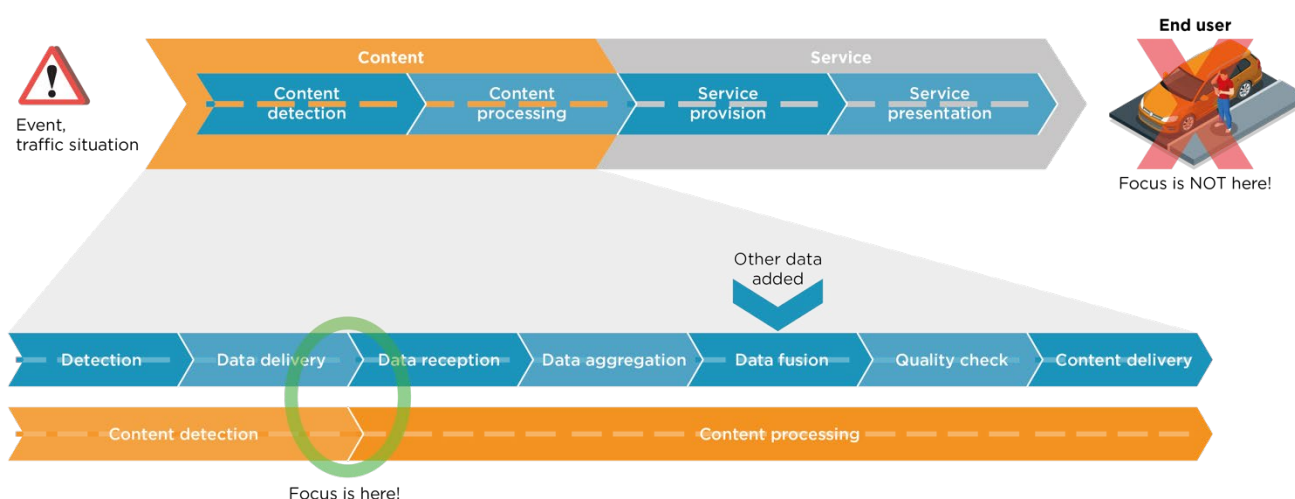 End user
Content
Service
Content
detection
Content
processing
Service
provision
Service
presentation
Event,
traffic situation
Focus is NOT here!
Other data
added
Detection
Data delivery
Data reception
Data aggregation
Data fusion
Quality check
Content delivery
Content detection
Content processing
Focus is here!